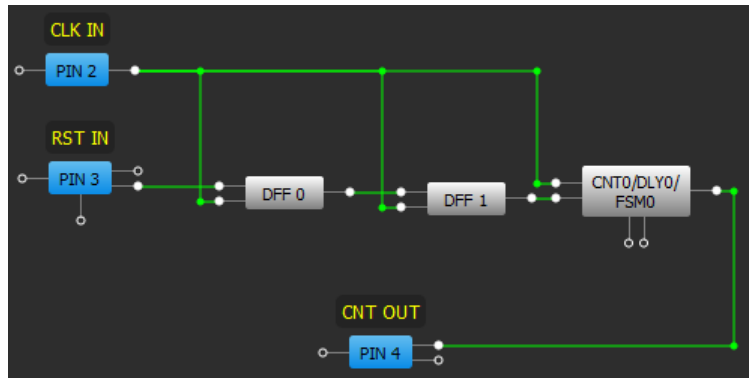 CLK IN
PIN 2
RST IN
PIN 3
DFF 0
DFF 1
CNT0/DLY0/
FSM0
CNT OUT
PIN 4